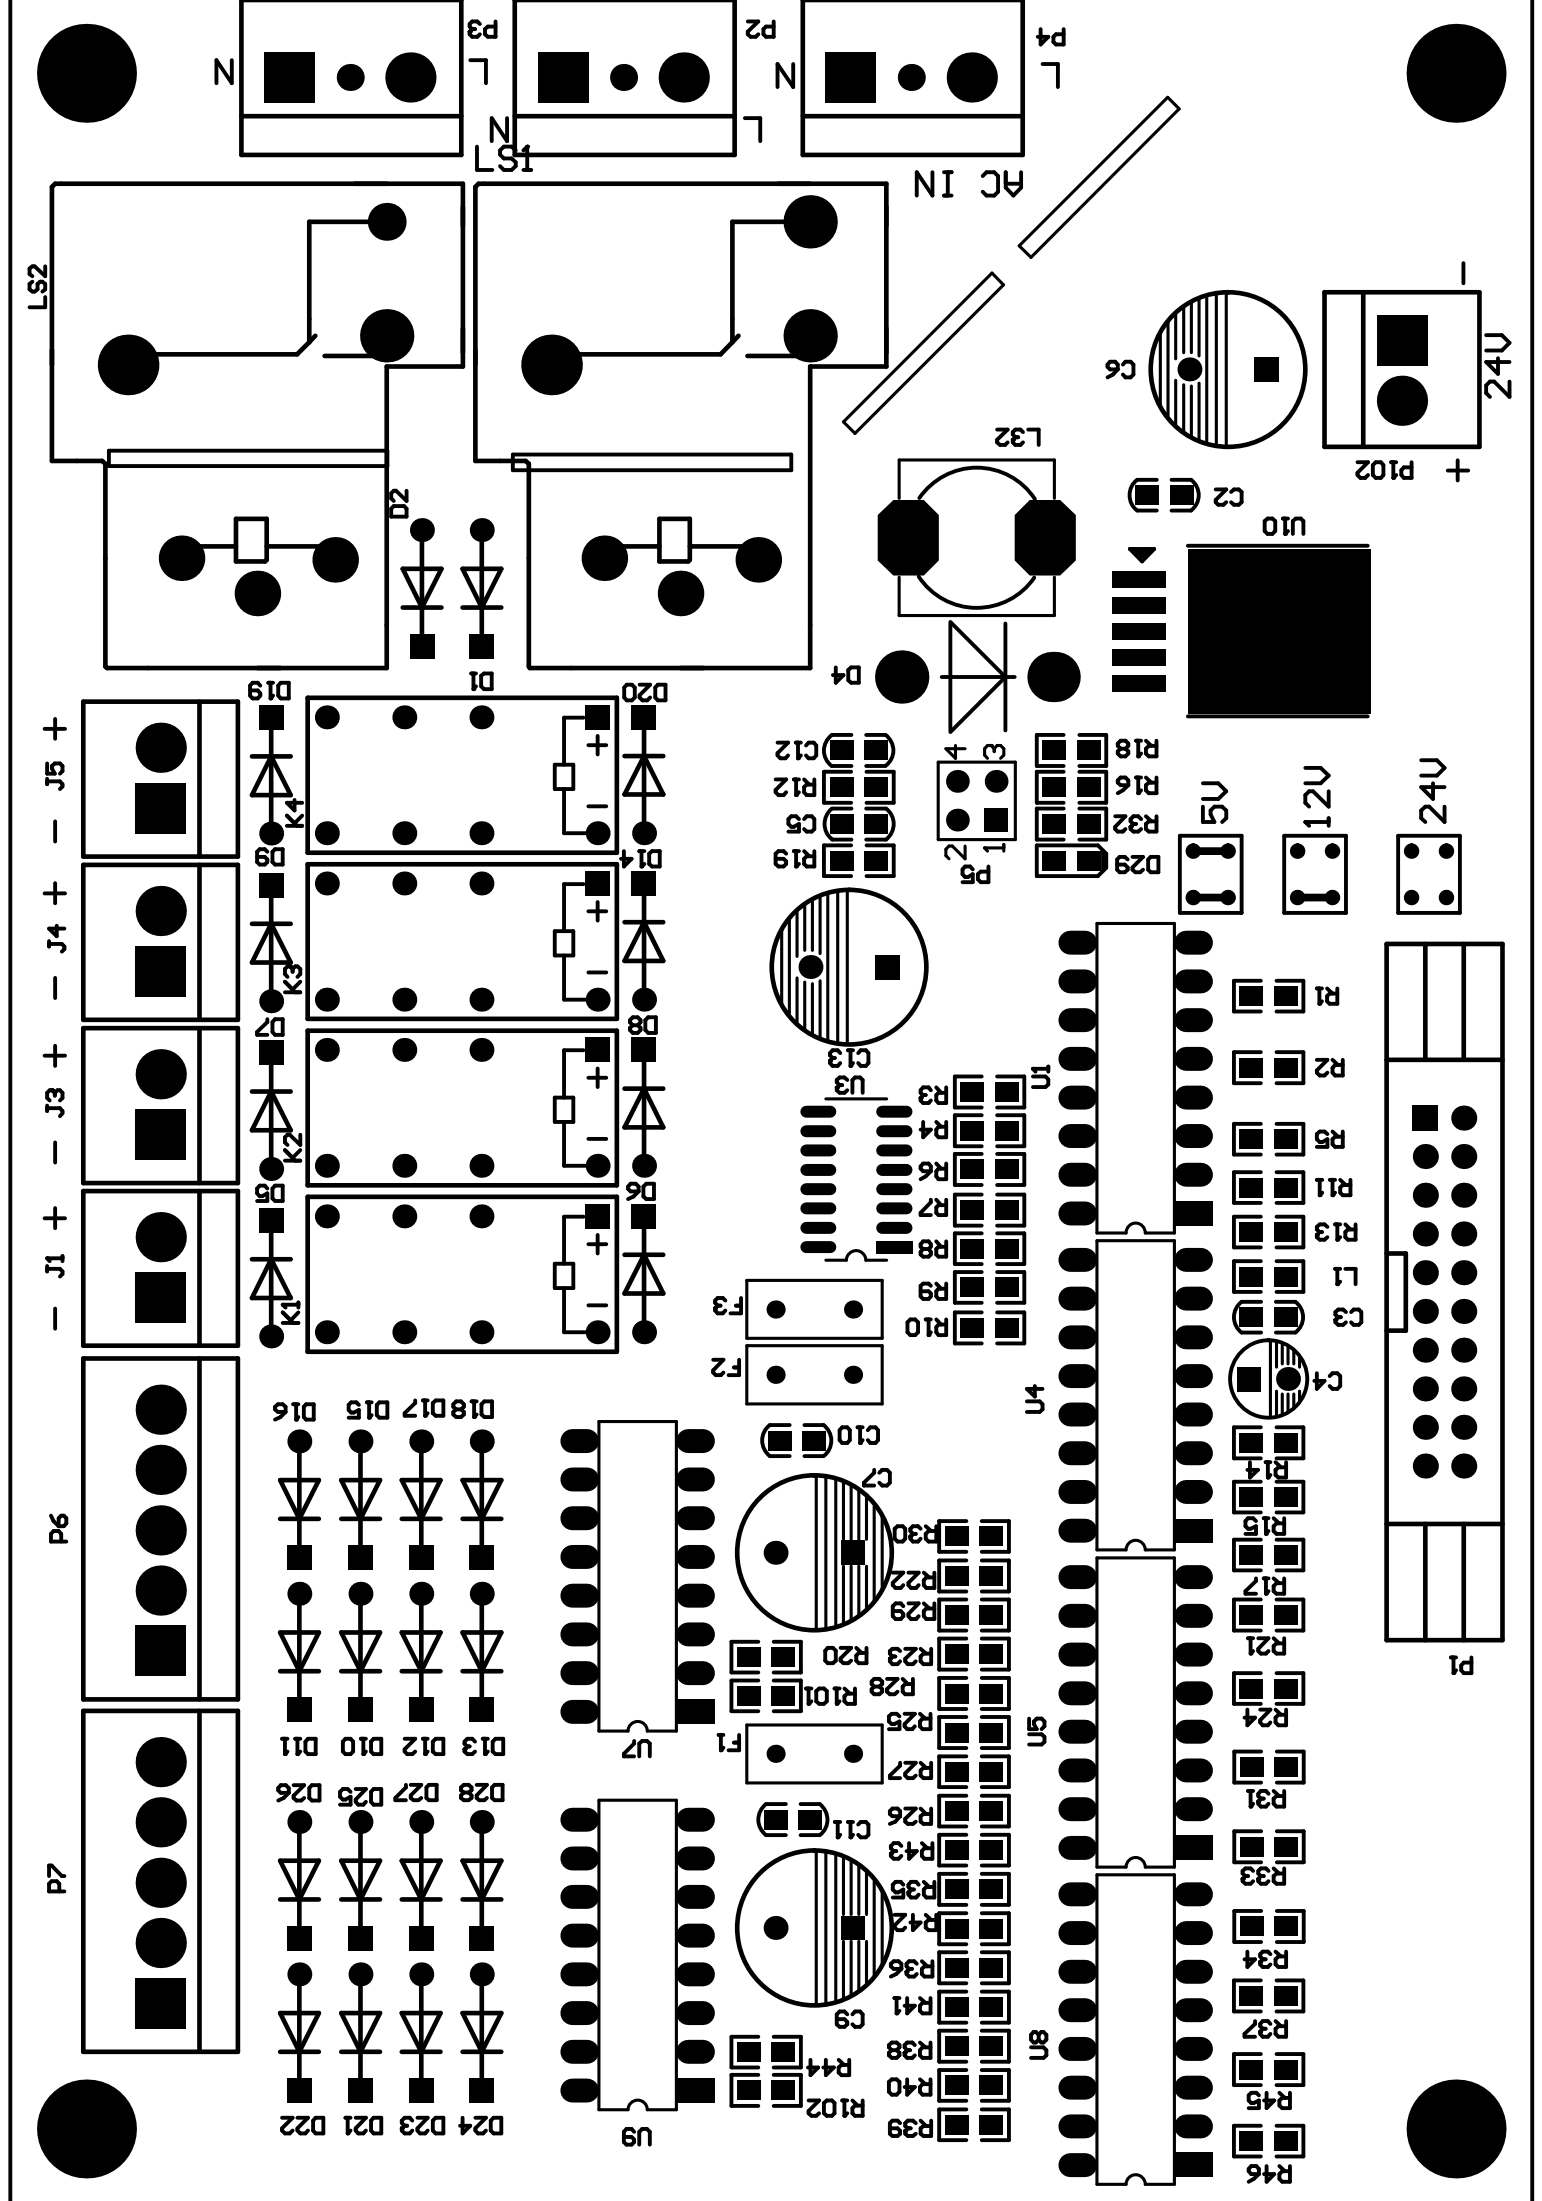 P3
P2
P4
N
L
N
L
N
L
LS1
AC IN
LS2
C6
24V
−
+
P102
L32
D2
C2
U10
D1
D4
D19
D20
J5
+
−
K4
+
−
C12
R12
C5
R19
4
3
2
1
P5
R18
R16
R32
D29
5V
12V
24V
D9
D14
J4
+
−
K3
+
−
C13
U3
D7
D8
J3
+
−
K2
+
−
R3
R4
R6
R7
R8
R9
R10
U1
R1
R2
R5
R11
R13
L1
C3
C4
D5
D6
J1
+
−
K1
+
−
F3
F2
C10
C7
U4
R14
R15
R17
R21
R24
R31
R33
R34
R37
R45
R46
P1
P6
D16
D15
D17
D18
D11
D10
D12
D13
U7
R30
R22
R29
R23
R28
R25
R27
R26
R43
R35
R42
R36
R41
R38
R40
R39
R20
R101
F1
C11
U5
P7
D26
D25
D27
D28
C9
R44
R102
U8
D22
D21
D23
D24
U9